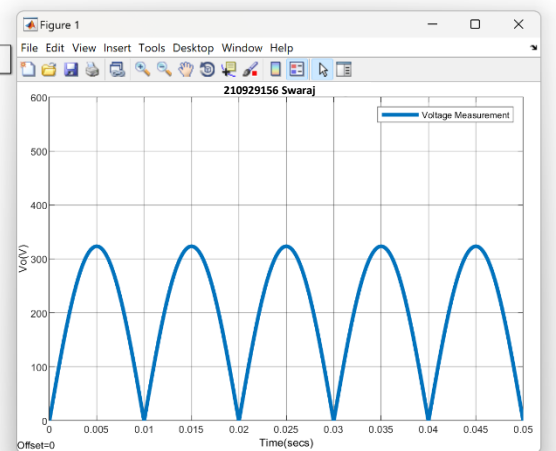 Figure 1
File Edit View Insert Tools Desktop Window Help
210929156 Swaraj
Voltage Measurement
600
500
400
300
200
100
0
Vo(V)
0 0.005 0.01 0.015 0.02 0.025 0.03 0.035 0.04 0.045 0.05
Time(secs)
Offset=0